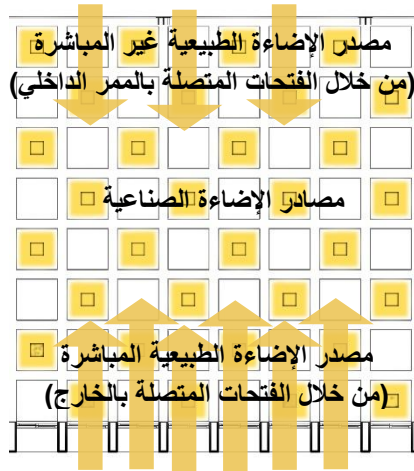 مصدر الإضاءة الطبيعية غير المباشرة
(من خلال الفتحات المتصلة بالممر الداخلي)
مصادر الإضاءة الصناعية
مصدر الإضاءة الطبيعية المباشرة
(من خلال الفتحات المتصلة بالخارج)